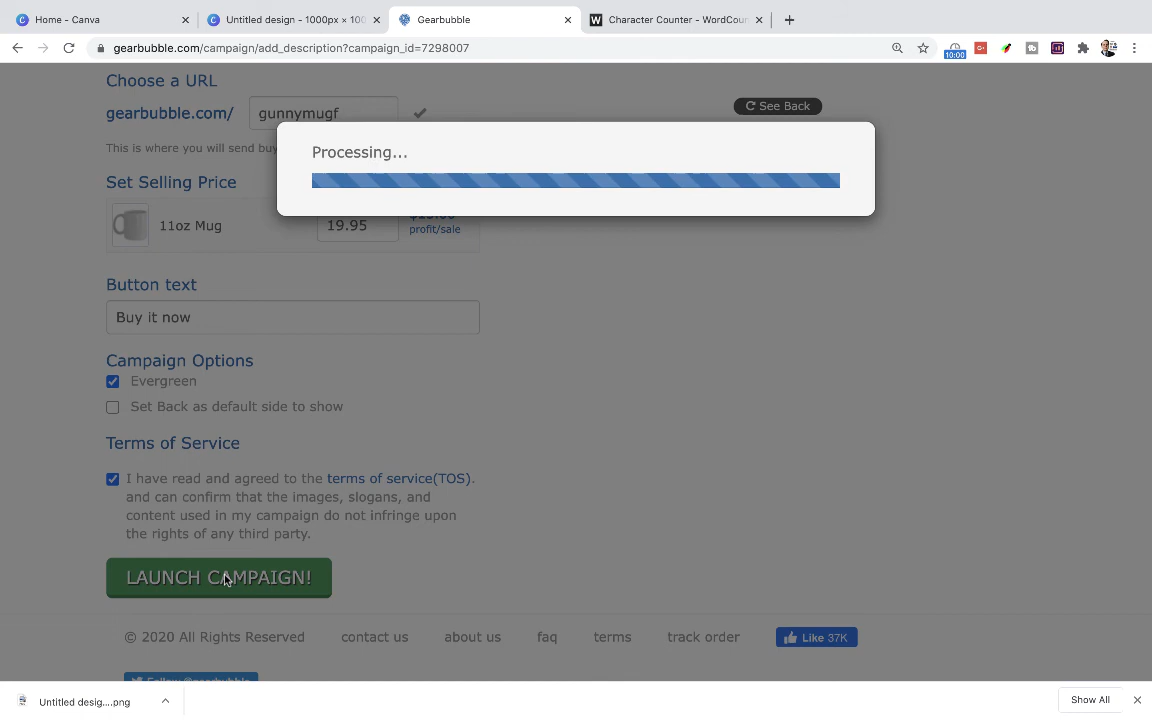 Home - Canva
Untitled design - 1000px × 100
Gearbubble
Character Counter - WordCoun
gearbubble.com/campaign/add_description?campaign_id=7298007
10:00
Choose a URL
gearbubble.com/ gunnymugf
See Back
This is where you will send buy
Processing...
Set Selling Price
11oz Mug
19.95
profit/sale
Button text
Buy it now
Campaign Options
Evergreen
Set Back as default side to show
Terms of Service
I have read and agreed to the terms of service(TOS).
and can confirm that the images, slogans, and
content used in my campaign do not infringe upon
the rights of any third party.
LAUNCH CAMPAIGN!
© 2020 All Rights Reserved
contact us
about us
faq
terms
track order
Like 37K
Follow @gearbubble
Untitled desig....png
Show All